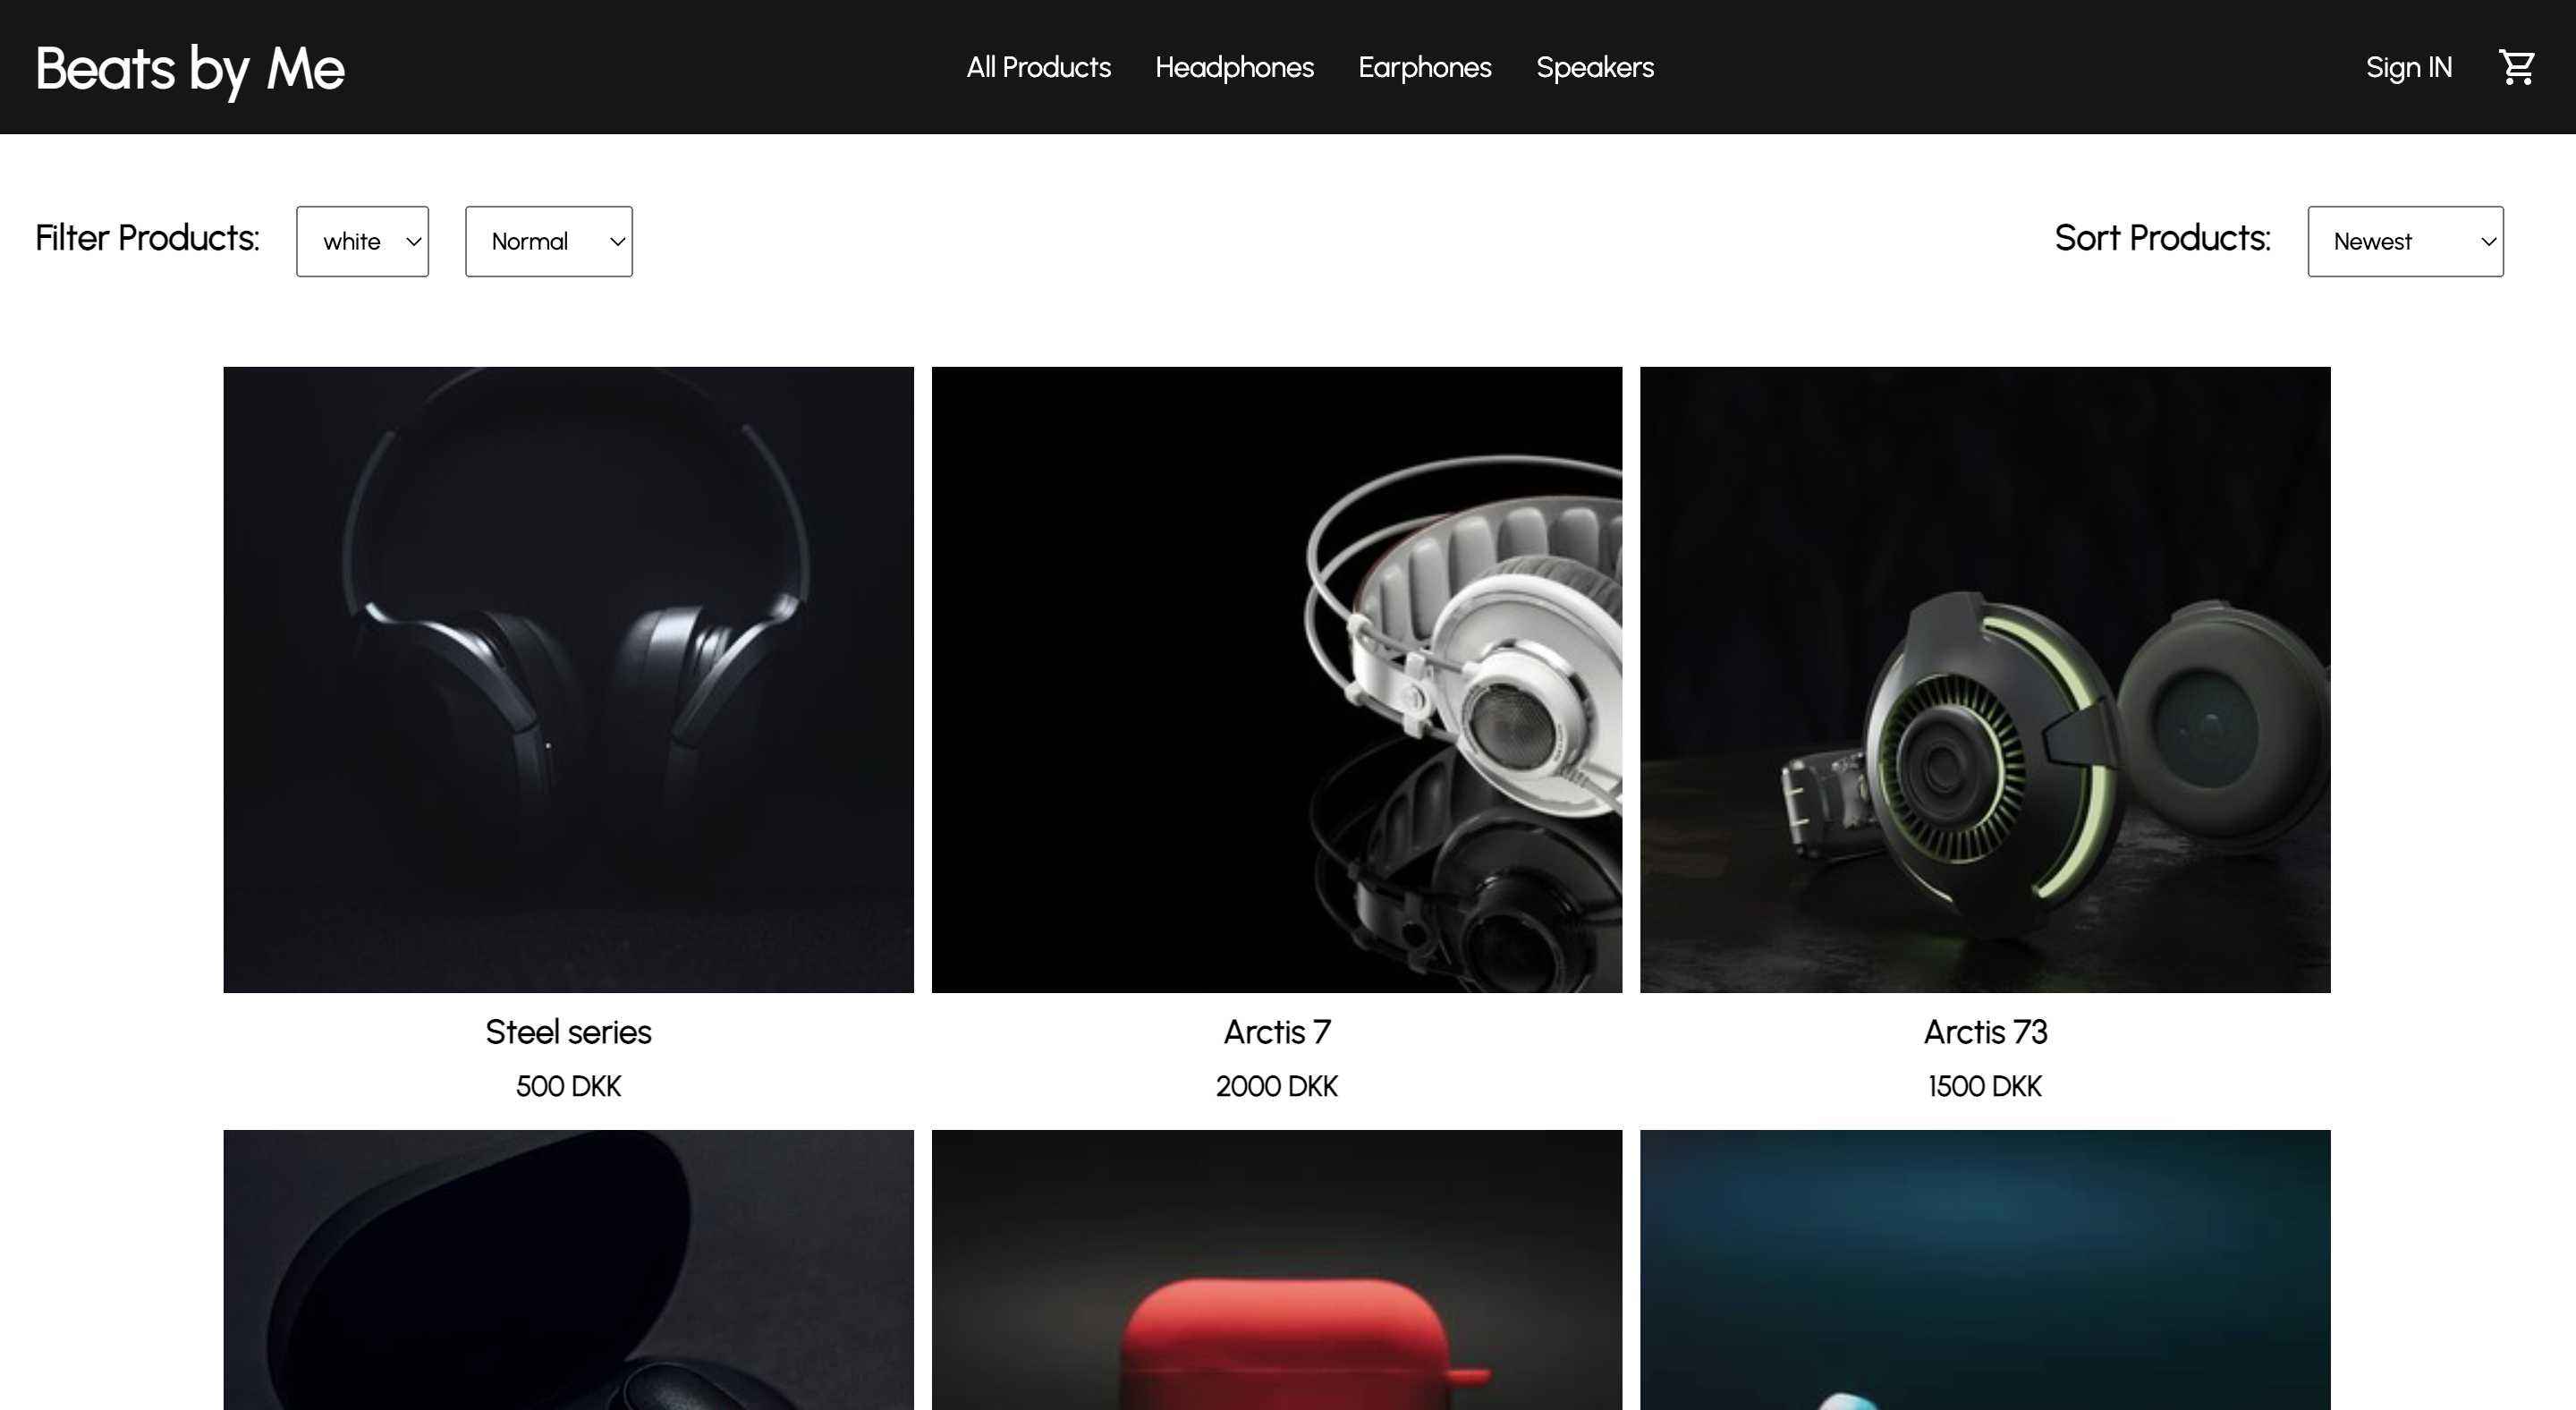 Beats by Me
All Products Headphones Earphones Speakers
Sign IN
Filter Products: white Normal
Sort Products: Newest
Steel series
500 DKK
Arctis 7
2000 DKK
Arctis 73
1500 DKK